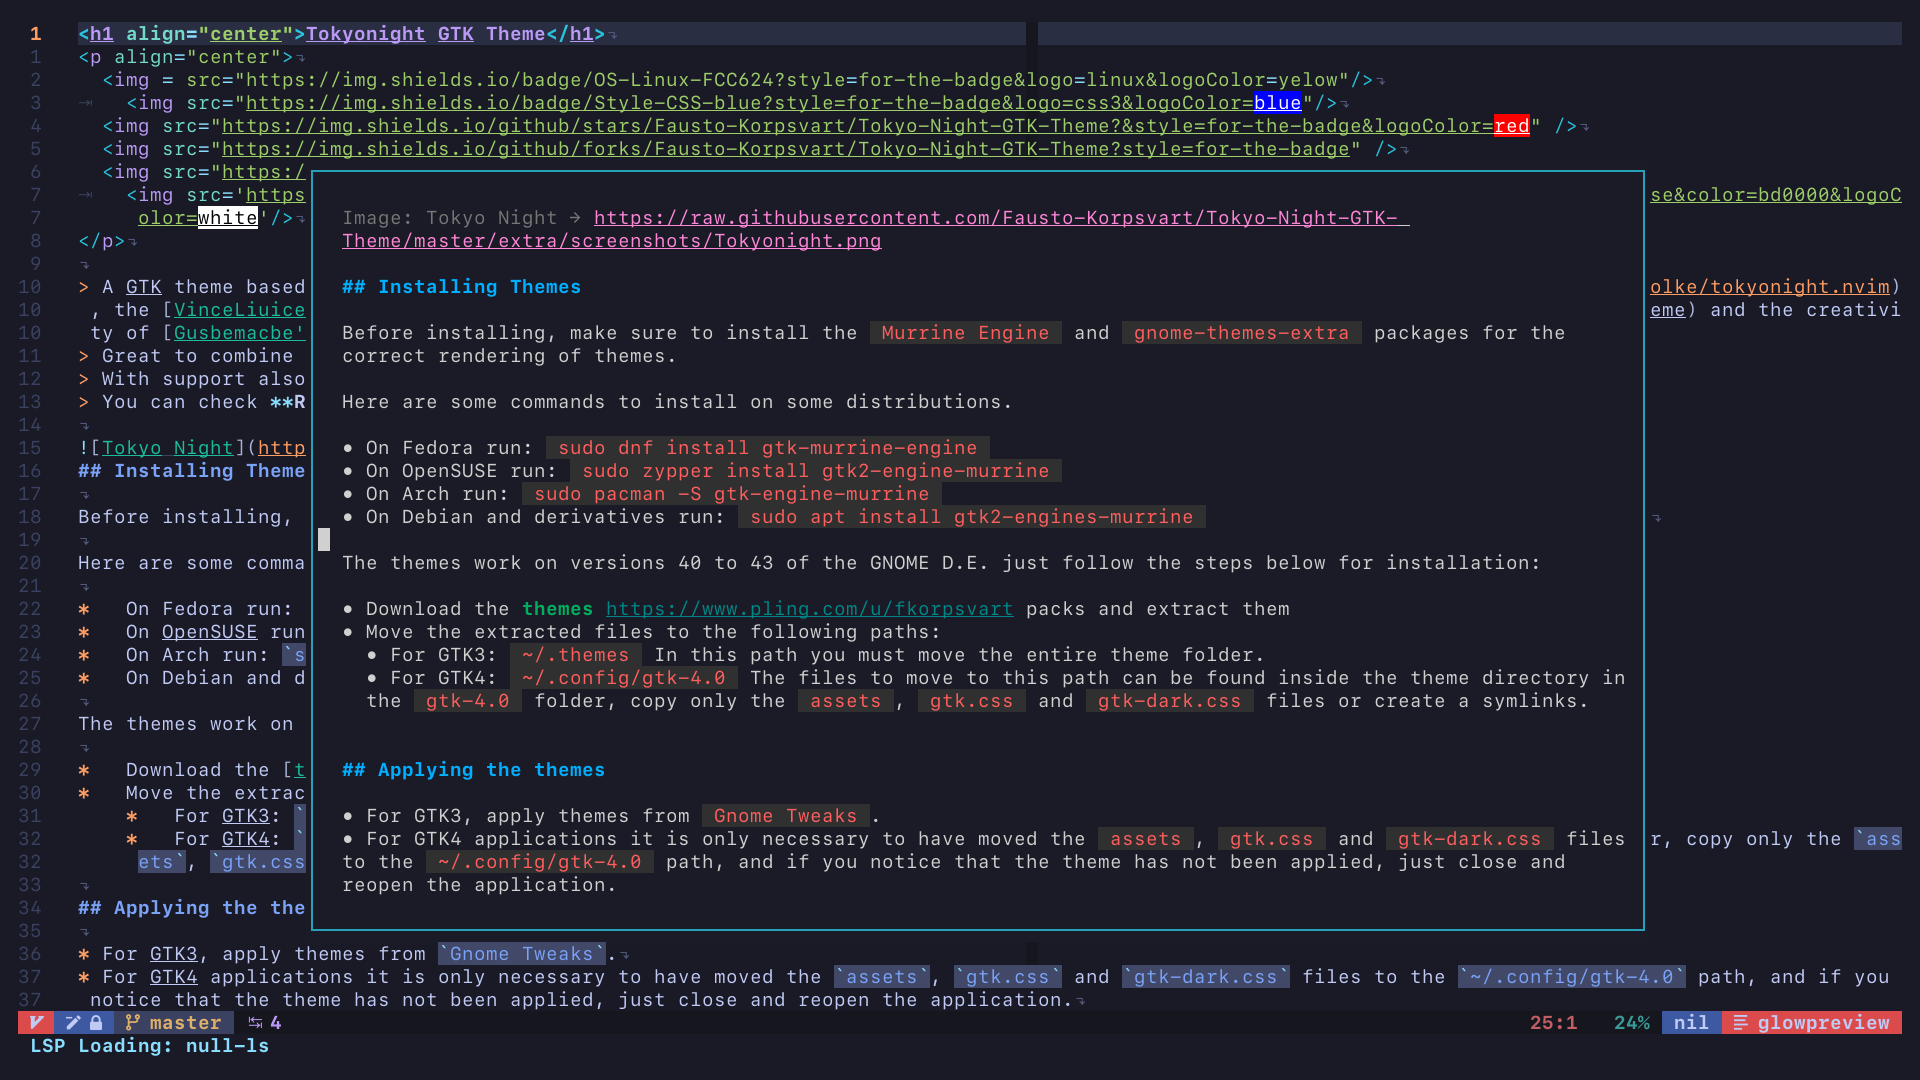 1 <h1 align="center">Tokyonight GTK Theme</h1>
1 <p align="center">
2 <img = src="https://img.shields.io/badge/OS-Linux-FCC624?style=for-the-badge&logo=linux&logoColor=yelow"/>
3 <img src="https://img.shields.io/badge/Style-CSS-blue?style=for-the-badge&logo=css3&logoColor=blue"/>
4 <img src="https://img.shields.io/github/stars/Fausto-Korpsvart/Tokyo-Night-GTK-Theme?&style=for-the-badge&logoColor=red" />
5 <img src="https://img.shields.io/github/forks/Fausto-Korpsvart/Tokyo-Night-GTK-Theme?style=for-the-badge" />
6 <img src="https:/
7 <img src='https
se&color=bd0000&logoC
7 olor=white'/>
8 </p>
9
10 > A GTK theme based
olke/tokyonight.nvim)
10 , the [VinceLiuice
eme) and the creativi
10 ty of [Gusbemacbe'
11 > Great to combine
12 > With support also
13 > You can check **R
14
15 ![Tokyo Night](http
16 ## Installing Theme
17
18 Before installing,
19
20 Here are some comma
21
22 * On Fedora run:
23 * On OpenSUSE run
24 * On Arch run: `s
25 * On Debian and d
26
27 The themes work on
28
29 * Download the [t
30 * Move the extrac
31 * For GTK3: `
32 * For GTK4: `
r, copy only the `ass
32 ets`, `gtk.css
33
34 ## Applying the the
35
Image: Tokyo Night → https://raw.githubusercontent.com/Fausto-Korpsvart/Tokyo-Night-GTK-
Theme/master/extra/screenshots/Tokyonight.png
## Installing Themes
Before installing, make sure to install the Murrine Engine and gnome-themes-extra packages for the
correct rendering of themes.
Here are some commands to install on some distributions.
• On Fedora run: sudo dnf install gtk-murrine-engine
• On OpenSUSE run: sudo zypper install gtk2-engine-murrine
• On Arch run: sudo pacman -S gtk-engine-murrine
• On Debian and derivatives run: sudo apt install gtk2-engines-murrine
The themes work on versions 40 to 43 of the GNOME D.E. just follow the steps below for installation:
• Download the themes https://www.pling.com/u/fkorpsvart packs and extract them
• Move the extracted files to the following paths:
• For GTK3: ~/.themes In this path you must move the entire theme folder.
• For GTK4: ~/.config/gtk-4.0 The files to move to this path can be found inside the theme directory in
the gtk-4.0 folder, copy only the assets , gtk.css and gtk-dark.css files or create a symlinks.
## Applying the themes
• For GTK3, apply themes from Gnome Tweaks .
• For GTK4 applications it is only necessary to have moved the assets , gtk.css and gtk-dark.css files
to the ~/.config/gtk-4.0 path, and if you notice that the theme has not been applied, just close and
reopen the application.
36 * For GTK3, apply themes from `Gnome Tweaks`.
37 * For GTK4 applications it is only necessary to have moved the `assets`, `gtk.css` and `gtk-dark.css` files to the `~/.config/gtk-4.0` path, and if you
37 notice that the theme has not been applied, just close and reopen the application.
master 4 25:1 24% nil glowpreview
LSP Loading: null-ls